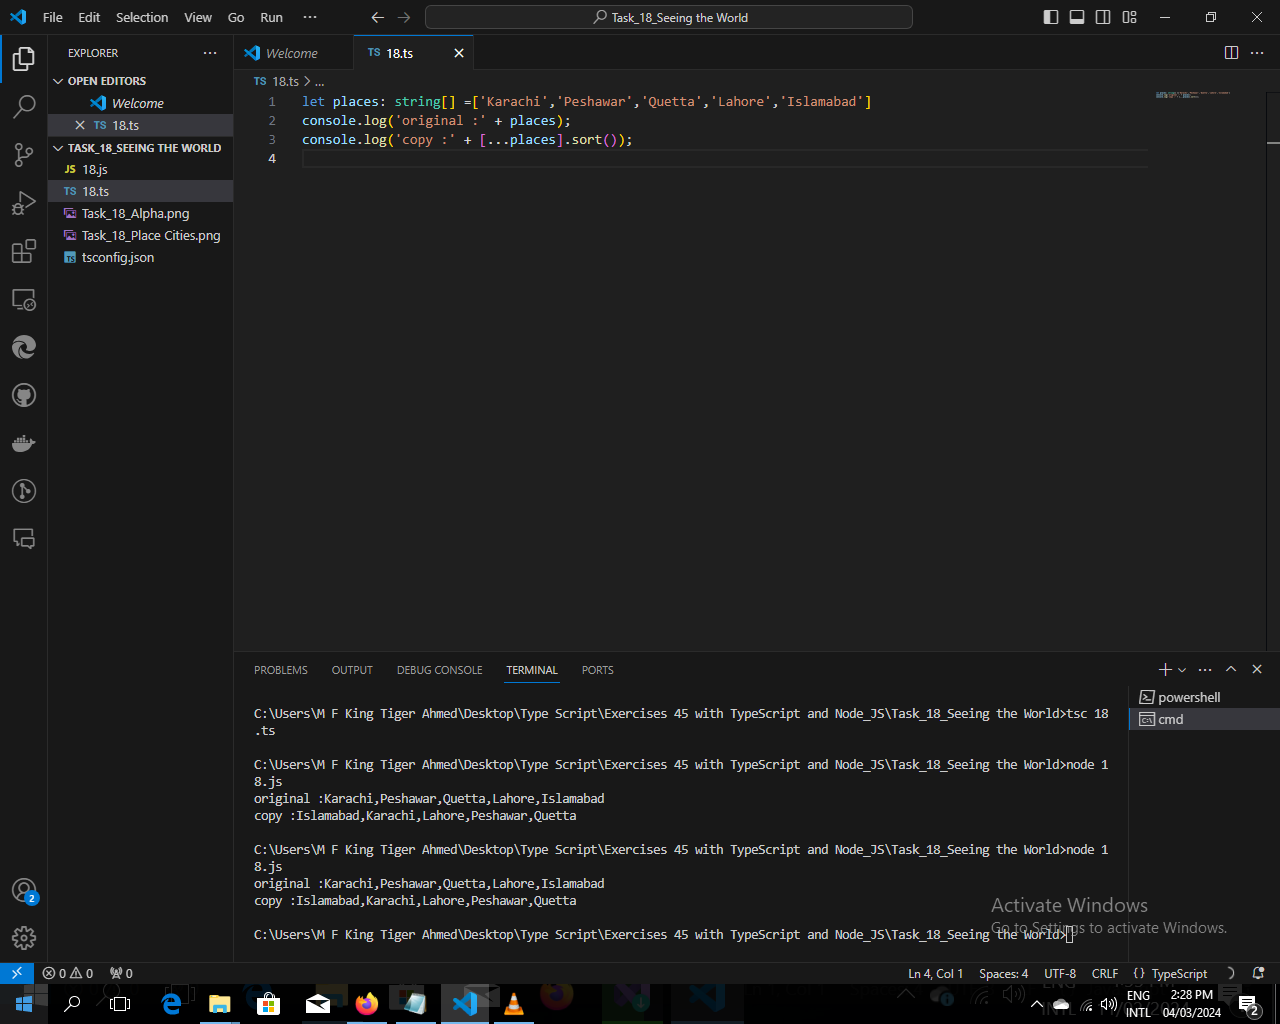 File Edit Selection View Go Run ··· Task_18_Seeing the World
EXPLORER ···
OPEN EDITORS
Welcome
TS 18.ts
TASK_18_SEEING THE WORLD
JS 18.js
TS 18.ts
Task_18_Alpha.png
Task_18_Place Cities.png
TS tsconfig.json
Welcome TS 18.ts
TS 18.ts > ...
1 let places: string[] =['Karachi','Peshawar','Quetta','Lahore','Islamabad']
2 console.log('original :' + places);
3 console.log('copy :' + [...places].sort());
4
PROBLEMS OUTPUT DEBUG CONSOLE TERMINAL PORTS
powershell
cmd
C:\Users\M F King Tiger Ahmed\Desktop\Type Script\Exercises 45 with TypeScript and Node_JS\Task_18_Seeing the World>tsc 18
.ts
C:\Users\M F King Tiger Ahmed\Desktop\Type Script\Exercises 45 with TypeScript and Node_JS\Task_18_Seeing the World>node 1
8.js
original :Karachi,Peshawar,Quetta,Lahore,Islamabad
copy :Islamabad,Karachi,Lahore,Peshawar,Quetta
C:\Users\M F King Tiger Ahmed\Desktop\Type Script\Exercises 45 with TypeScript and Node_JS\Task_18_Seeing the World>node 1
8.js
original :Karachi,Peshawar,Quetta,Lahore,Islamabad
copy :Islamabad,Karachi,Lahore,Peshawar,Quetta
C:\Users\M F King Tiger Ahmed\Desktop\Type Script\Exercises 45 with TypeScript and Node_JS\Task_18_Seeing the World>
Activate Windows
Go to Settings to activate Windows.
2
0 0 0 Ln 4, Col 1 Spaces: 4 UTF-8 CRLF {} TypeScript
ENG 2:28 PM
INTL 04/03/2024 2